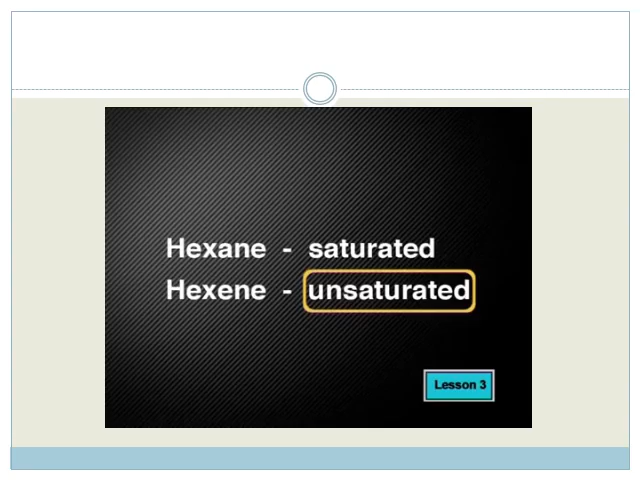 Hexane - saturated
Hexene - unsaturated
Lesson 3